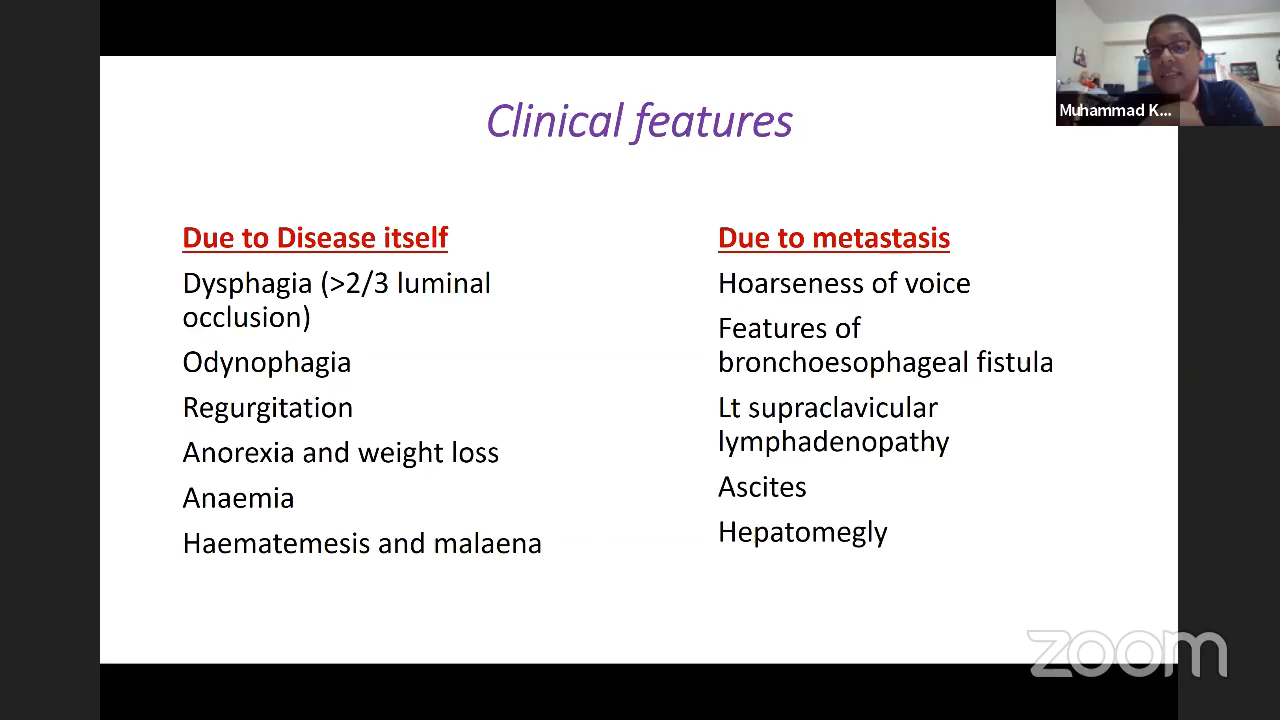 Clinical features
Due to Disease itself
Dysphagia (>2/3 luminal
occlusion)
Odynophagia
Regurgitation
Anorexia and weight loss
Anaemia
Haematemesis and malaena
Due to metastasis
Hoarseness of voice
Features of
bronchoesophageal fistula
Lt supraclavicular
lymphadenopathy
Ascites
Hepatomegly
Muhammad K...
zoom